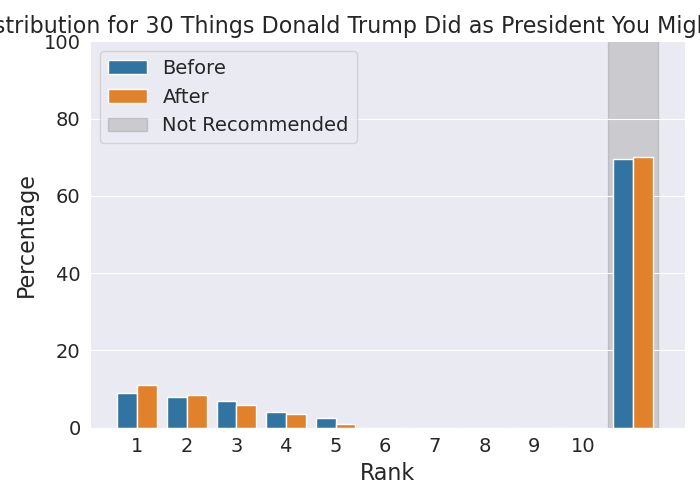 stribution for 30 Things Donald Trump Did as President You Migh
100
80
60
40
20
0
Percentage
Before
After
Not Recommended
1 2 3 4 5 6 7 8 9 10
Rank